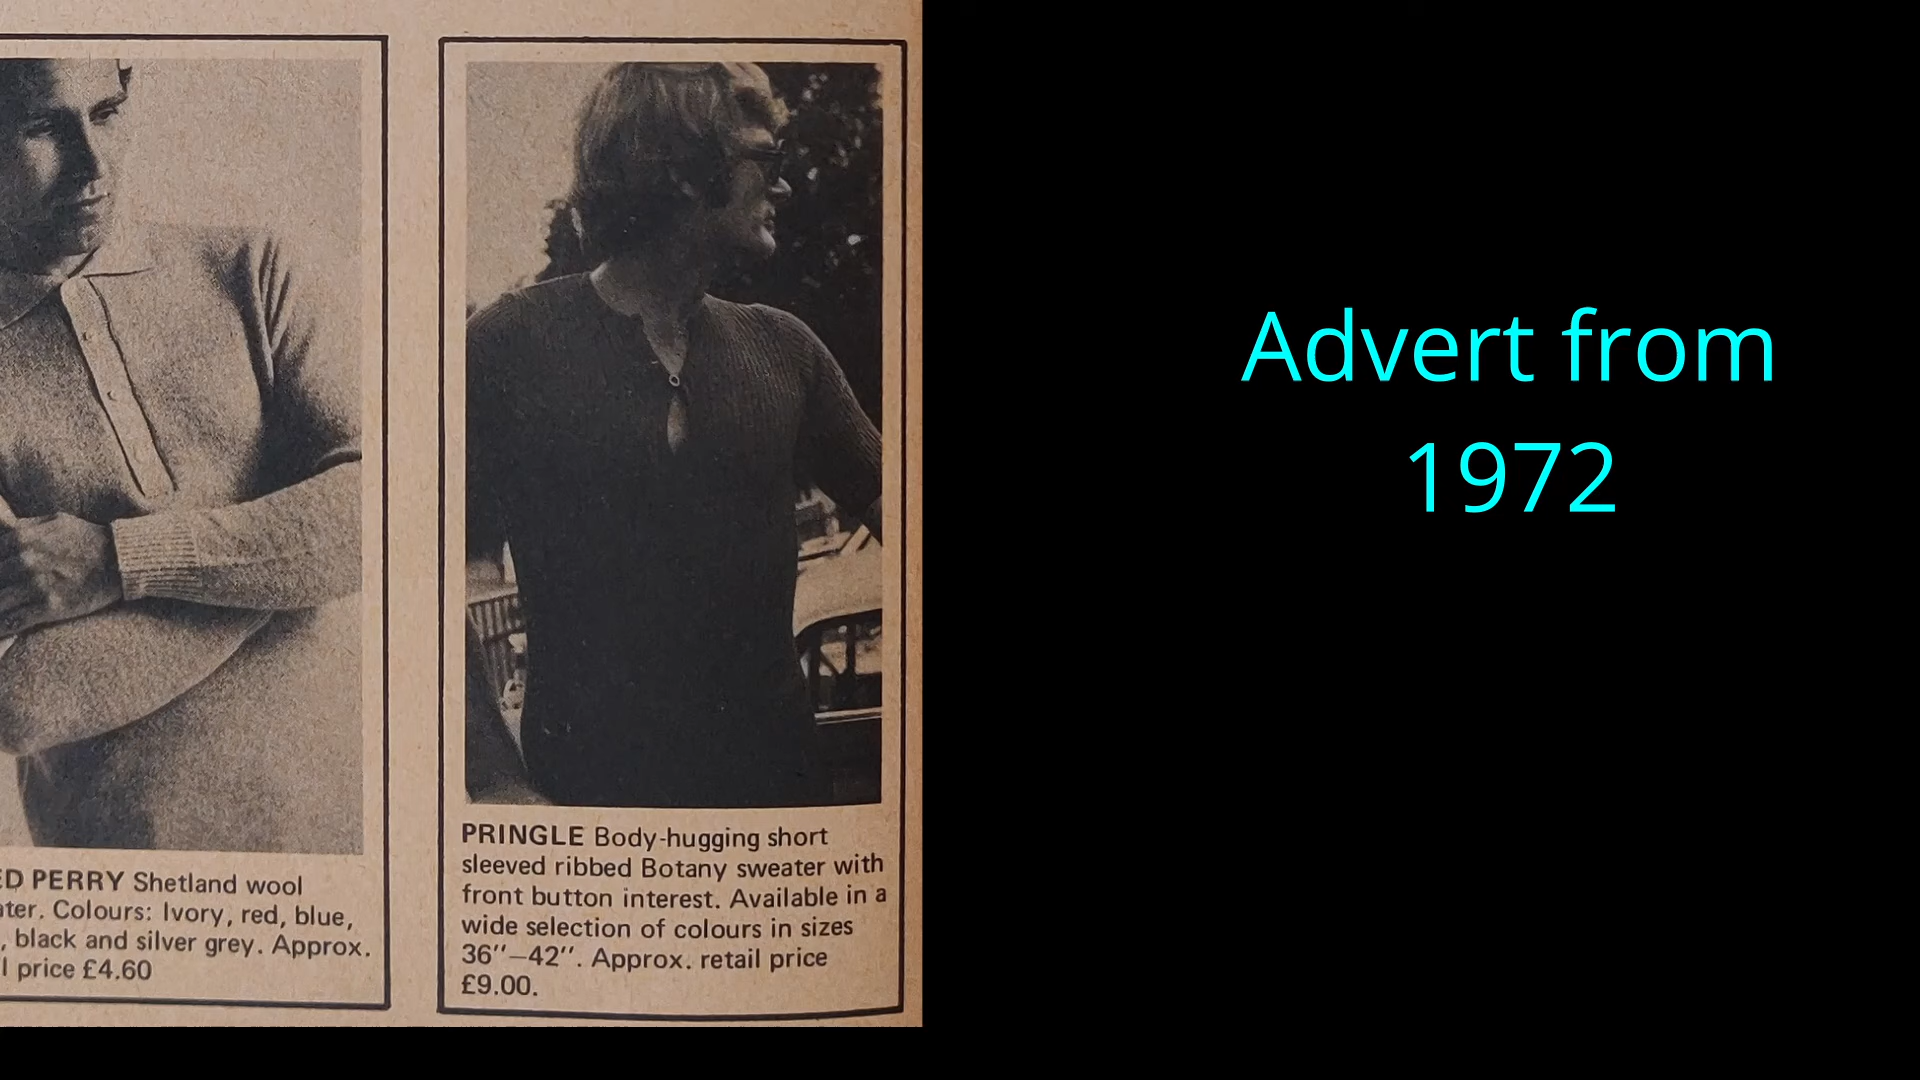 ED PERRY Shetland wool
ater. Colours: Ivory, red, blue,
, black and silver grey. Approx.
l price £4.60
PRINGLE Body-hugging short
sleeved ribbed Botany sweater with
front button interest. Available in a
wide selection of colours in sizes
36′′—42′′. Approx. retail price
£9.00.
Advert from
1972